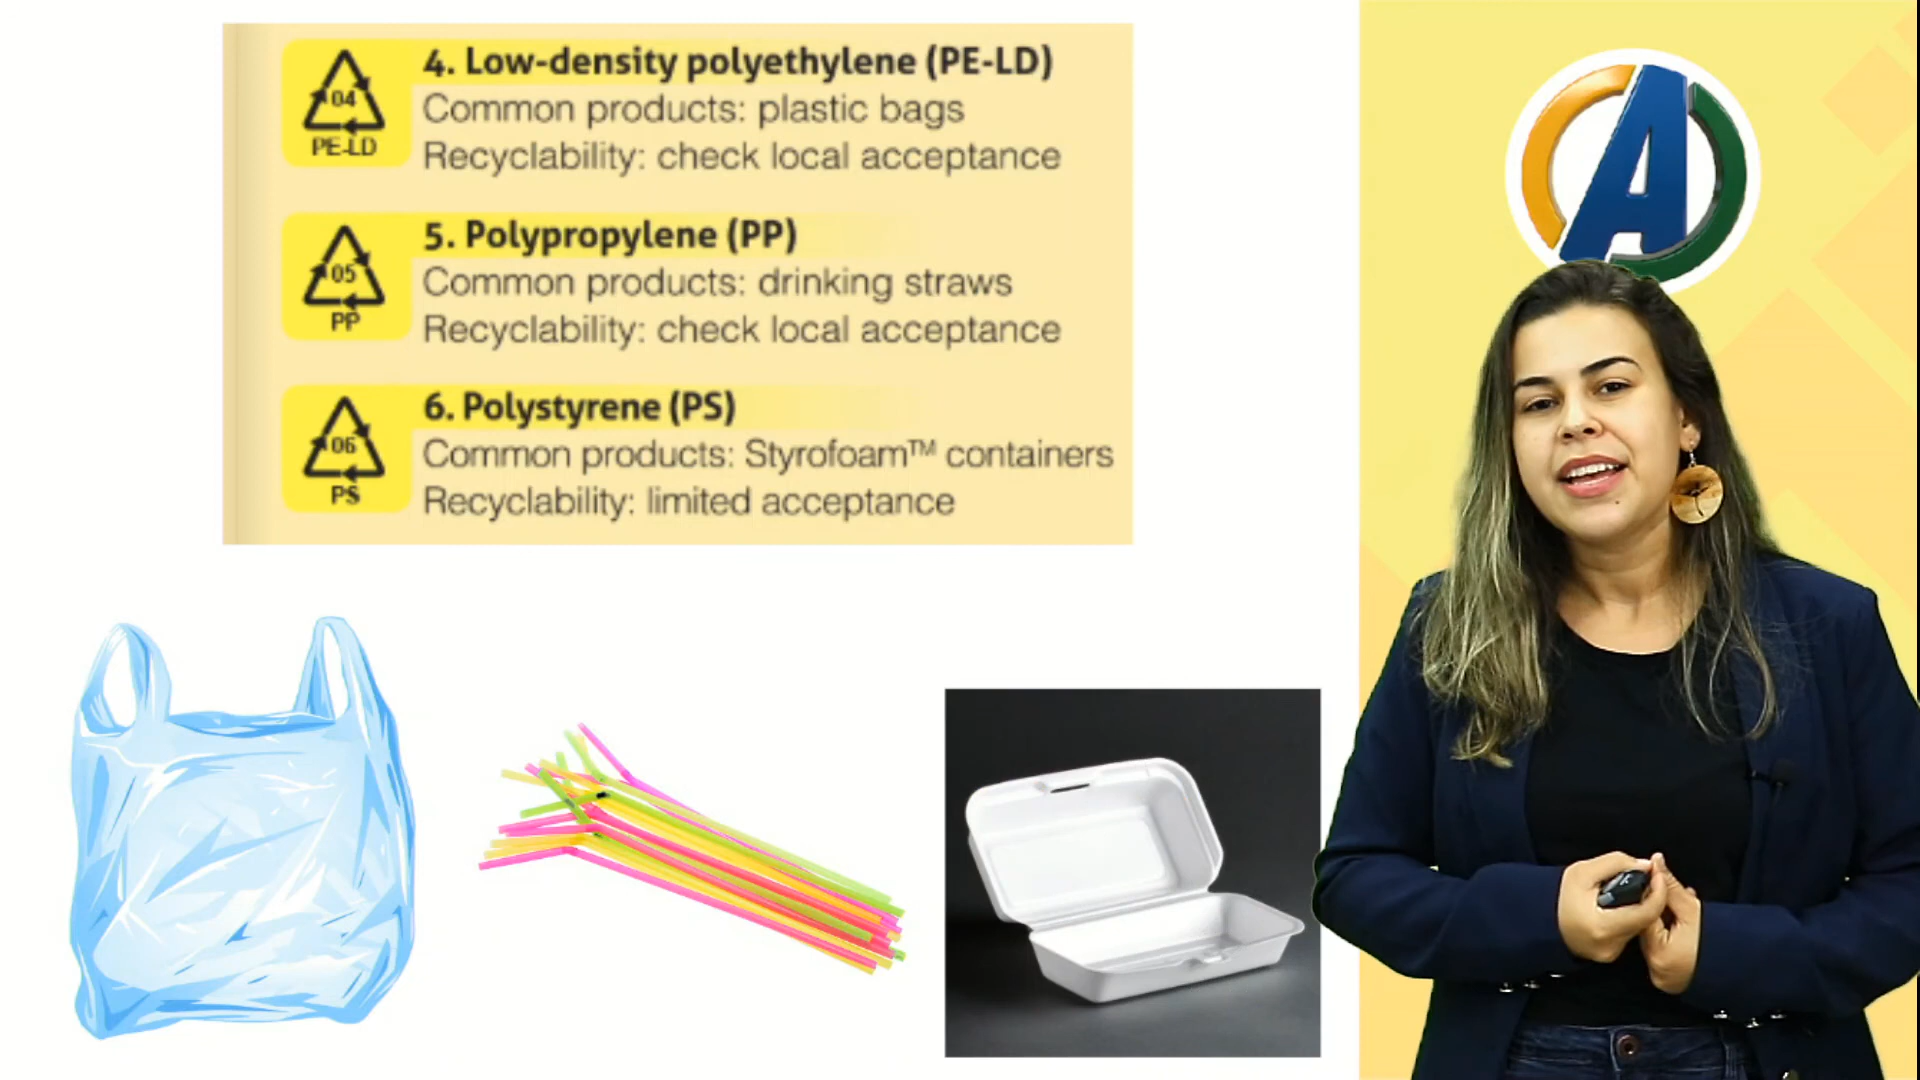 4. Low-density polyethylene (PE-LD)
Common products: plastic bags
Recyclability: check local acceptance
04
PE-LD
5. Polypropylene (PP)
Common products: drinking straws
Recyclability: check local acceptance
05
PP
6. Polystyrene (PS)
Common products: Styrofoam™ containers
Recyclability: limited acceptance
06
PS
A